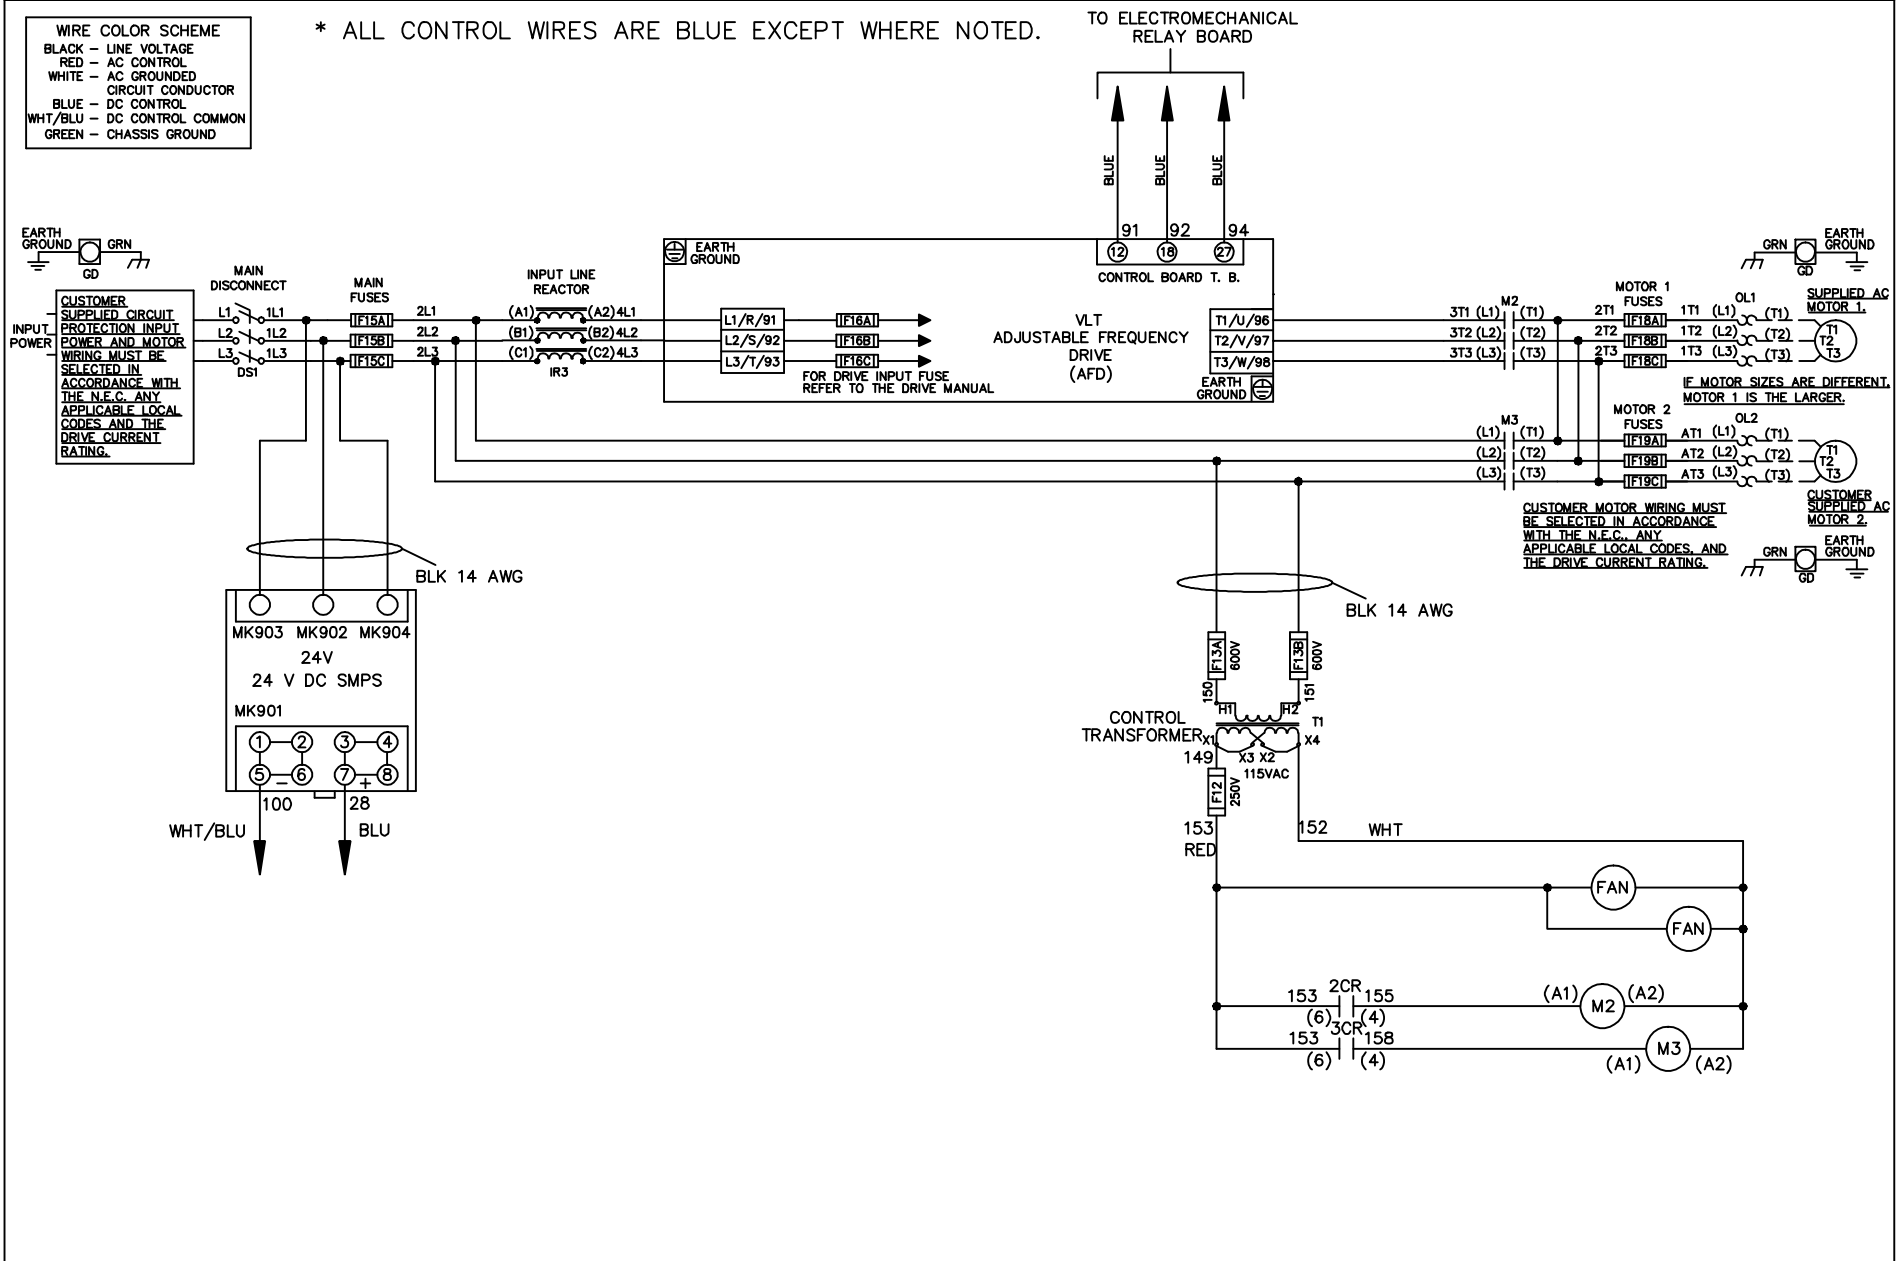 WIRE COLOR SCHEME
BLACK – LINE VOLTAGE
RED – AC CONTROL
WHITE – AC GROUNDED
CIRCUIT CONDUCTOR
BLUE – DC CONTROL
WHT/BLU – DC CONTROL COMMON
GREEN – CHASSIS GROUND
* ALL CONTROL WIRES ARE BLUE EXCEPT WHERE NOTED.
TO ELECTROMECHANICAL
RELAY BOARD
BLUE
BLUE
BLUE
91 92 94
12 18 27
CONTROL BOARD T. B.
EARTH
GROUND
GRN
GD
CUSTOMER
SUPPLIED CIRCUIT
PROTECTION INPUT
POWER AND MOTOR
WIRING MUST BE
SELECTED IN
ACCORDANCE WITH
THE N.E.C. ANY
APPLICABLE LOCAL
CODES AND THE
DRIVE CURRENT
RATING.
INPUT
POWER
MAIN
DISCONNECT
L1 1L1
L2 1L2
L3 1L3
DS1
MAIN
FUSES
F15A
F15B
F15C
2L1
2L2
2L3
INPUT LINE
REACTOR
(A1) (A2) 4L1
(B1) (B2) 4L2
(C1) (C2) 4L3
IR3
EARTH
GROUND
L1/R/91
L2/S/92
L3/T/93
F16A
F16B
F16C
FOR DRIVE INPUT FUSE
REFER TO THE DRIVE MANUAL
VLT
ADJUSTABLE FREQUENCY
DRIVE
(AFD)
T1/U/96
T2/V/97
T3/W/98
EARTH
GROUND
M2
3T1 (L1) (T1)
3T2 (L2) (T2)
3T3 (L3) (T3)
MOTOR 1
FUSES
2T1 F18A 1T1 (L1) (T1)
2T2 F18B 1T2 (L2) (T2)
2T3 F18C 1T3 (L3) (T3)
OL1
GRN
GD
EARTH
GROUND
SUPPLIED AC
MOTOR 1.
T1
T2
T3
IF MOTOR SIZES ARE DIFFERENT,
MOTOR 1 IS THE LARGER.
M3
(L1) (T1)
(L2) (T2)
(L3) (T3)
MOTOR 2
FUSES
F19A AT1 (L1) (T1)
F19B AT2 (L2) (T2)
F19C AT3 (L3) (T3)
OL2
T1
T2
T3
CUSTOMER
SUPPLIED AC
MOTOR 2.
CUSTOMER MOTOR WIRING MUST
BE SELECTED IN ACCORDANCE
WITH THE N.E.C., ANY
APPLICABLE LOCAL CODES, AND
THE DRIVE CURRENT RATING.
GRN
GD
EARTH
GROUND
BLK 14 AWG
MK903 MK902 MK904
24V
24 V DC SMPS
MK901
1 2 3 4
5 – 6 7 + 8
100 28
WHT/BLU BLU
BLK 14 AWG
F13A
600V
F13B
600V
150
151
H1 H2
T1
CONTROL
TRANSFORMER
X1 X4
X3 X2
149
115VAC
F12
250V
153
RED
152 WHT
FAN
FAN
2CR
153 155
(6) (4)
(A1) M2 (A2)
3CR
153 158
(6) (4)
M3
(A1) (A2)